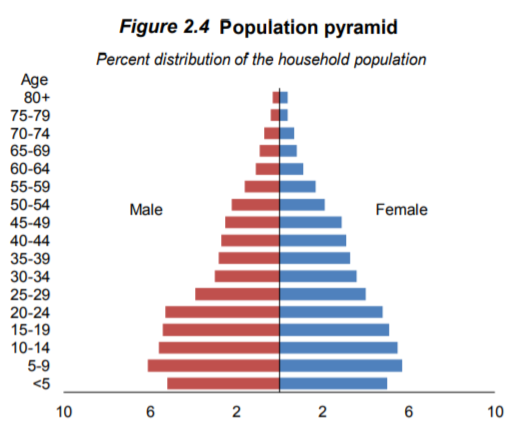 Figure 2.4 Population pyramid
Percent distribution of the household population
Age
80+
75-79
70-74
65-69
60-64
55-59
50-54
Male
Female
45-49
40-44
35-39
30-34
25-29
20-24
15-19
10-14
5-9
<5
10 6 2 2 6 10